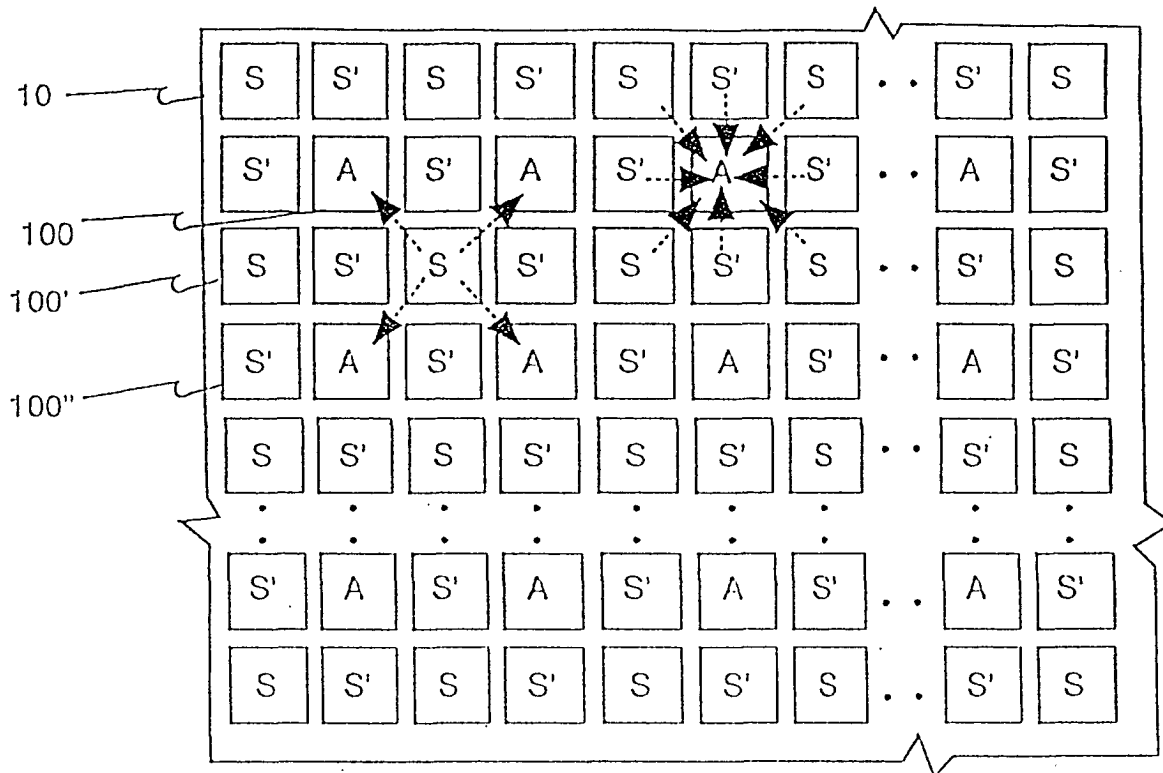 S S' S S' S S' S . . S' S
10
S' A S' A S' A S' . . A S'
100
S S' S S' S S' S . . S' S
100'
S' A S' A S' A S' . . A S'
100"
S S' S S' S S' S . . S' S
S' A S' A S' A S' . . A S'
S S' S S' S S' S . . S' S